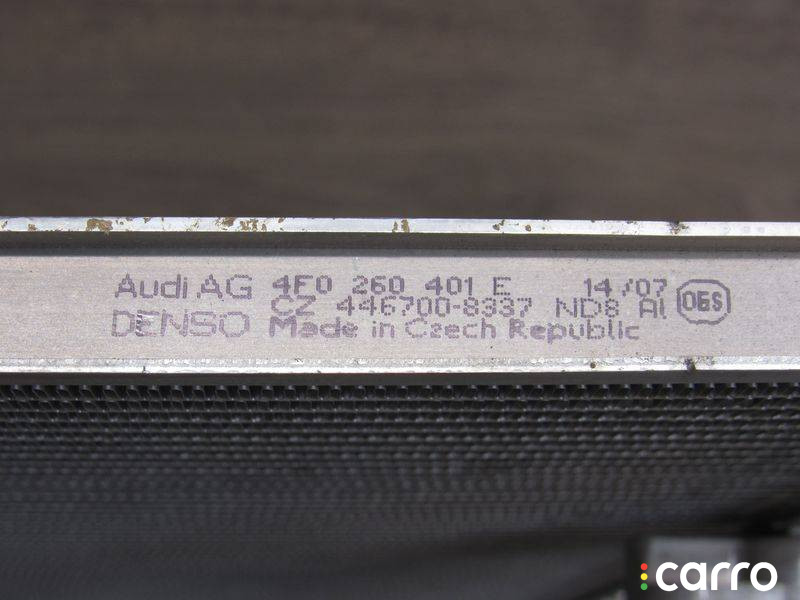 Audi AG 4F0 260 401 E 14/07
CZ 446700-8337 ND8 Al OES
DENSO Made in Czech Republic
carro